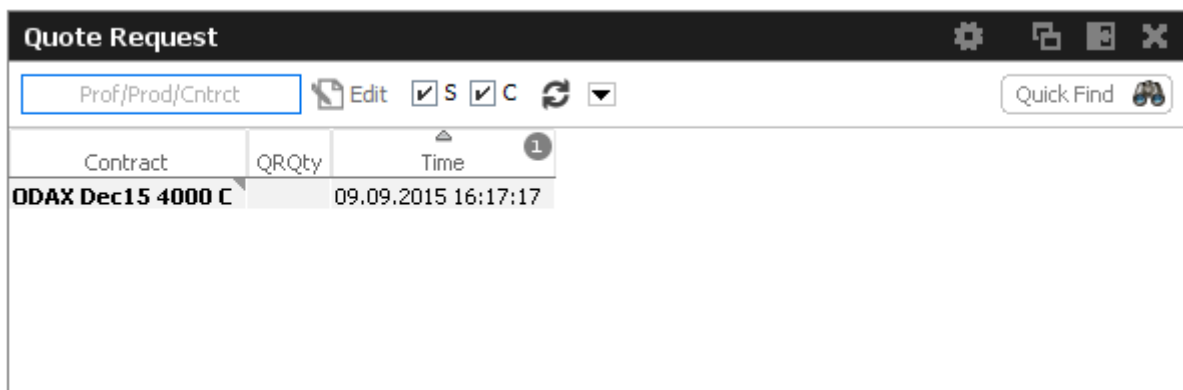 Quote Request
Prof/Prod/Cntrct Edit S C Quick Find
1
Contract QRQty Time
ODAX Dec15 4000 C 09.09.2015 16:17:17